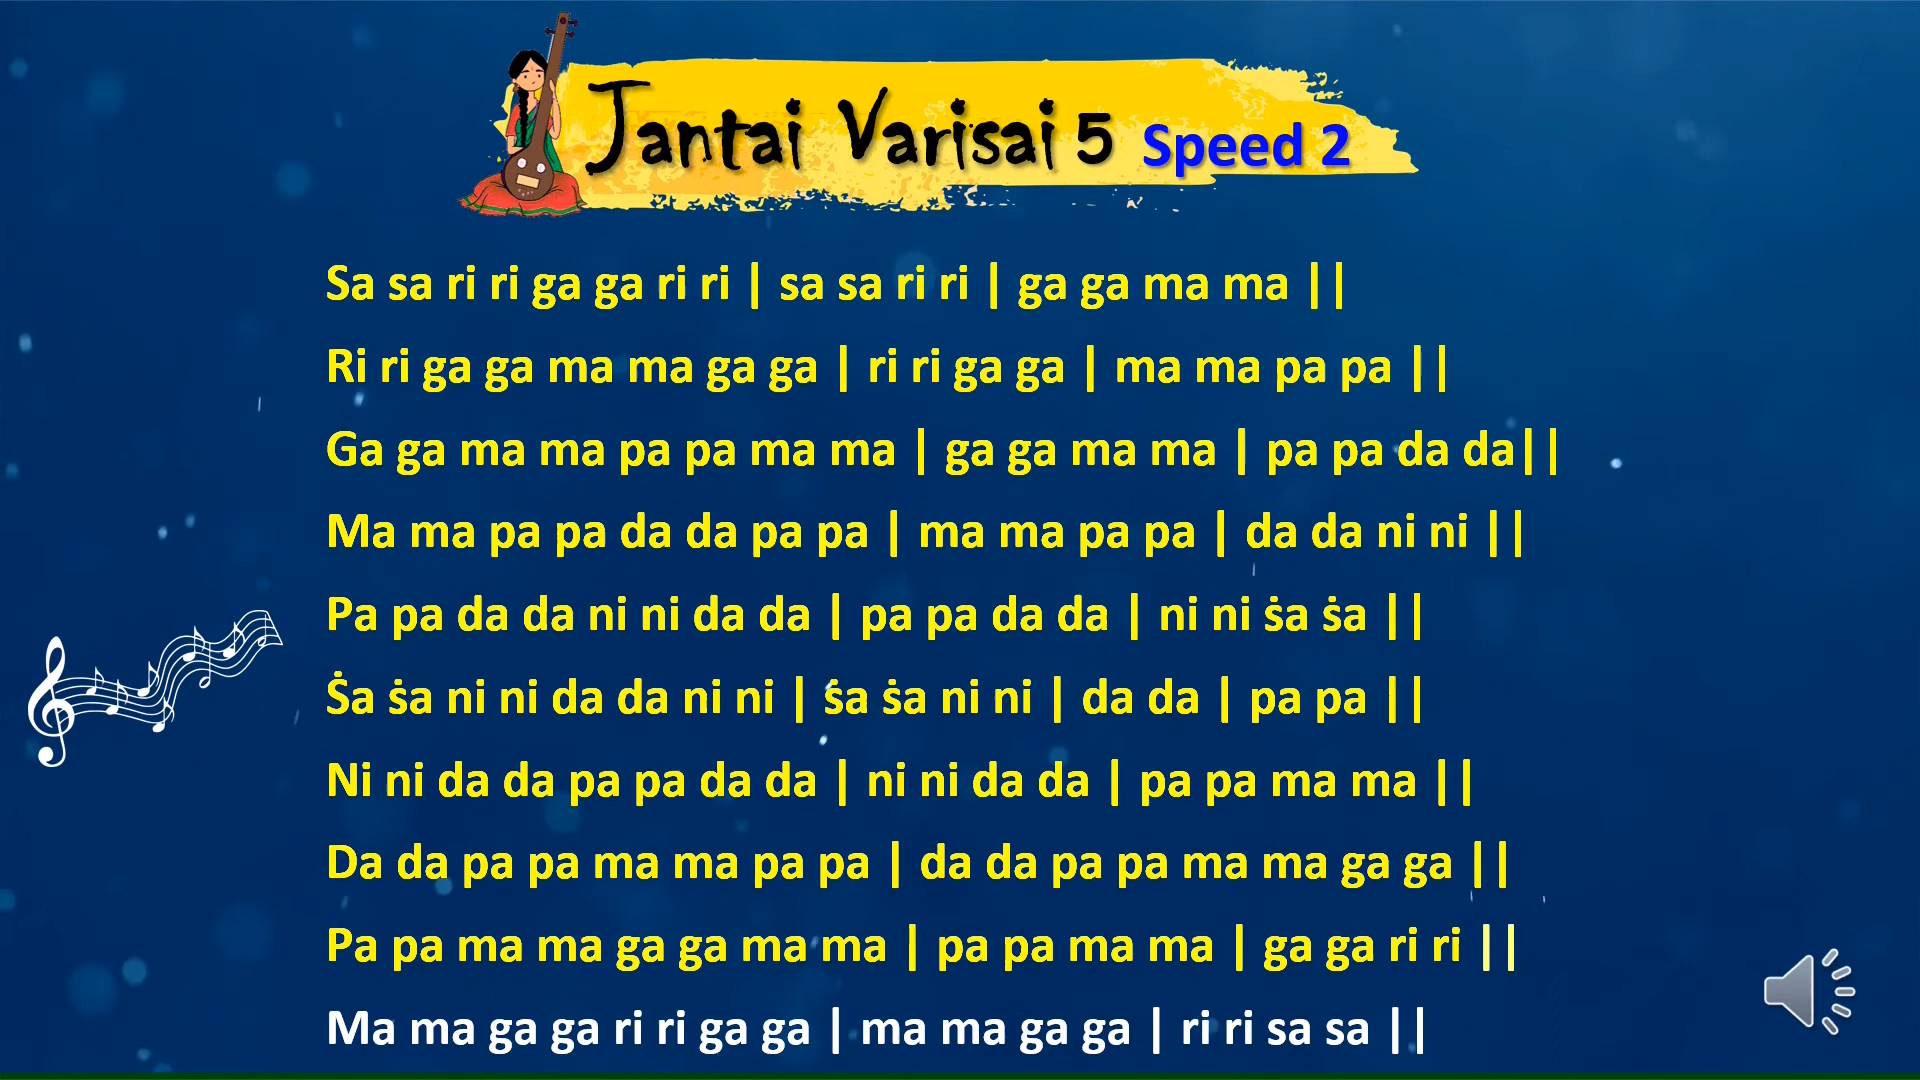 Jantai Varisai 5 Speed 2
Sa sa ri ri ga ga ri ri | sa sa ri ri | ga ga ma ma ||
Ri ri ga ga ma ma ga ga | ri ri ga ga | ma ma pa pa ||
Ga ga ma ma pa pa ma ma | ga ga ma ma | pa pa da da||
Ma ma pa pa da da pa pa | ma ma pa pa | da da ni ni ||
Pa pa da da ni ni da da | pa pa da da | ni ni ṡa ṡa ||
Ṡa ṡa ni ni da da ni ni | ṡa ṡa ni ni | da da | pa pa ||
Ni ni da da pa pa da da | ni ni da da | pa pa ma ma ||
Da da pa pa ma ma pa pa | da da pa pa ma ma ga ga ||
Pa pa ma ma ga ga ma ma | pa pa ma ma | ga ga ri ri ||
Ma ma ga ga ri ri ga ga | ma ma ga ga | ri ri sa sa ||